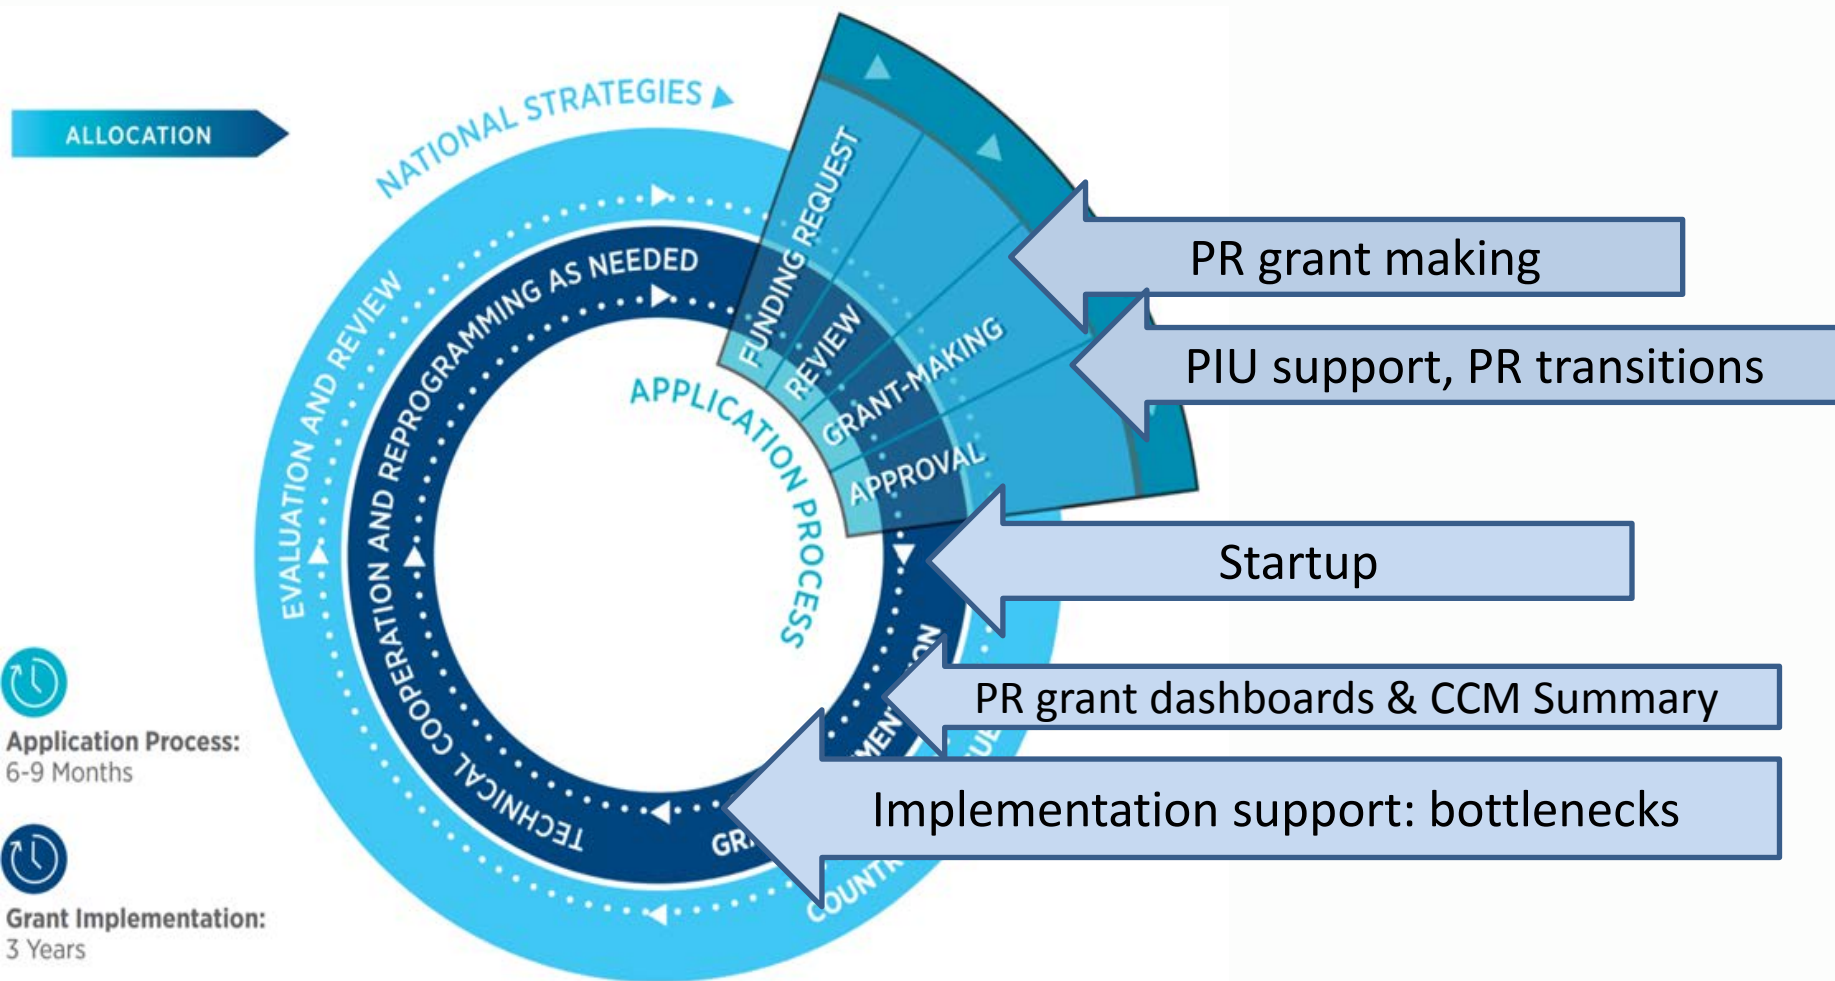 ALLOCATION
NATIONAL STRATEGIES
EVALUATION AND REVIEW
TECHNICAL COOPERATION AND REPROGRAMMING AS NEEDED
FUNDING REQUEST
REVIEW
GRANT-MAKING
APPROVAL
APPLICATION PROCESS
PR grant making
PIU support, PR transitions
Startup
PR grant dashboards & CCM Summary
Implementation support: bottlenecks
Application Process:
6-9 Months
Grant Implementation:
3 Years